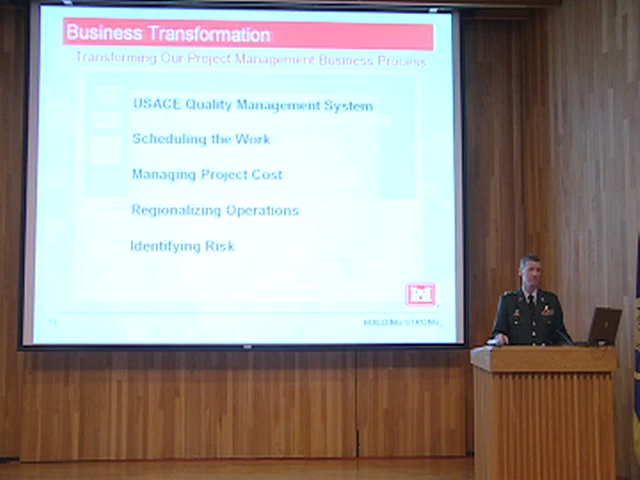 Business Transformation
Transforming Our Project Management Business Process
USACE Quality Management System
Scheduling the Work
Managing Project Cost
Regionalizing Operations
Identifying Risk
BUILDING STRONG